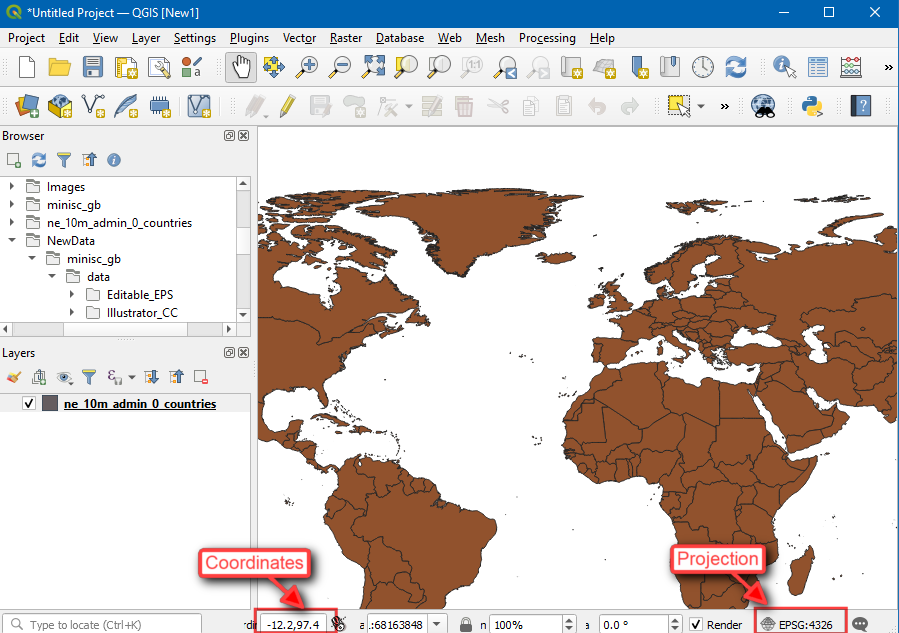 *Untitled Project — QGIS [New1]
Project Edit View Layer Settings Plugins Vector Raster Database Web Mesh Processing Help
Browser
Images
minisc_gb
ne_10m_admin_0_countries
NewData
minisc_gb
data
Editable_EPS
Illustrator_CC
Layers
ne_10m_admin_0_countries
Coordinates
Projection
Type to locate (Ctrl+K)
-12.2,97.4
.:68163848
100%
0.0 °
Render
EPSG:4326